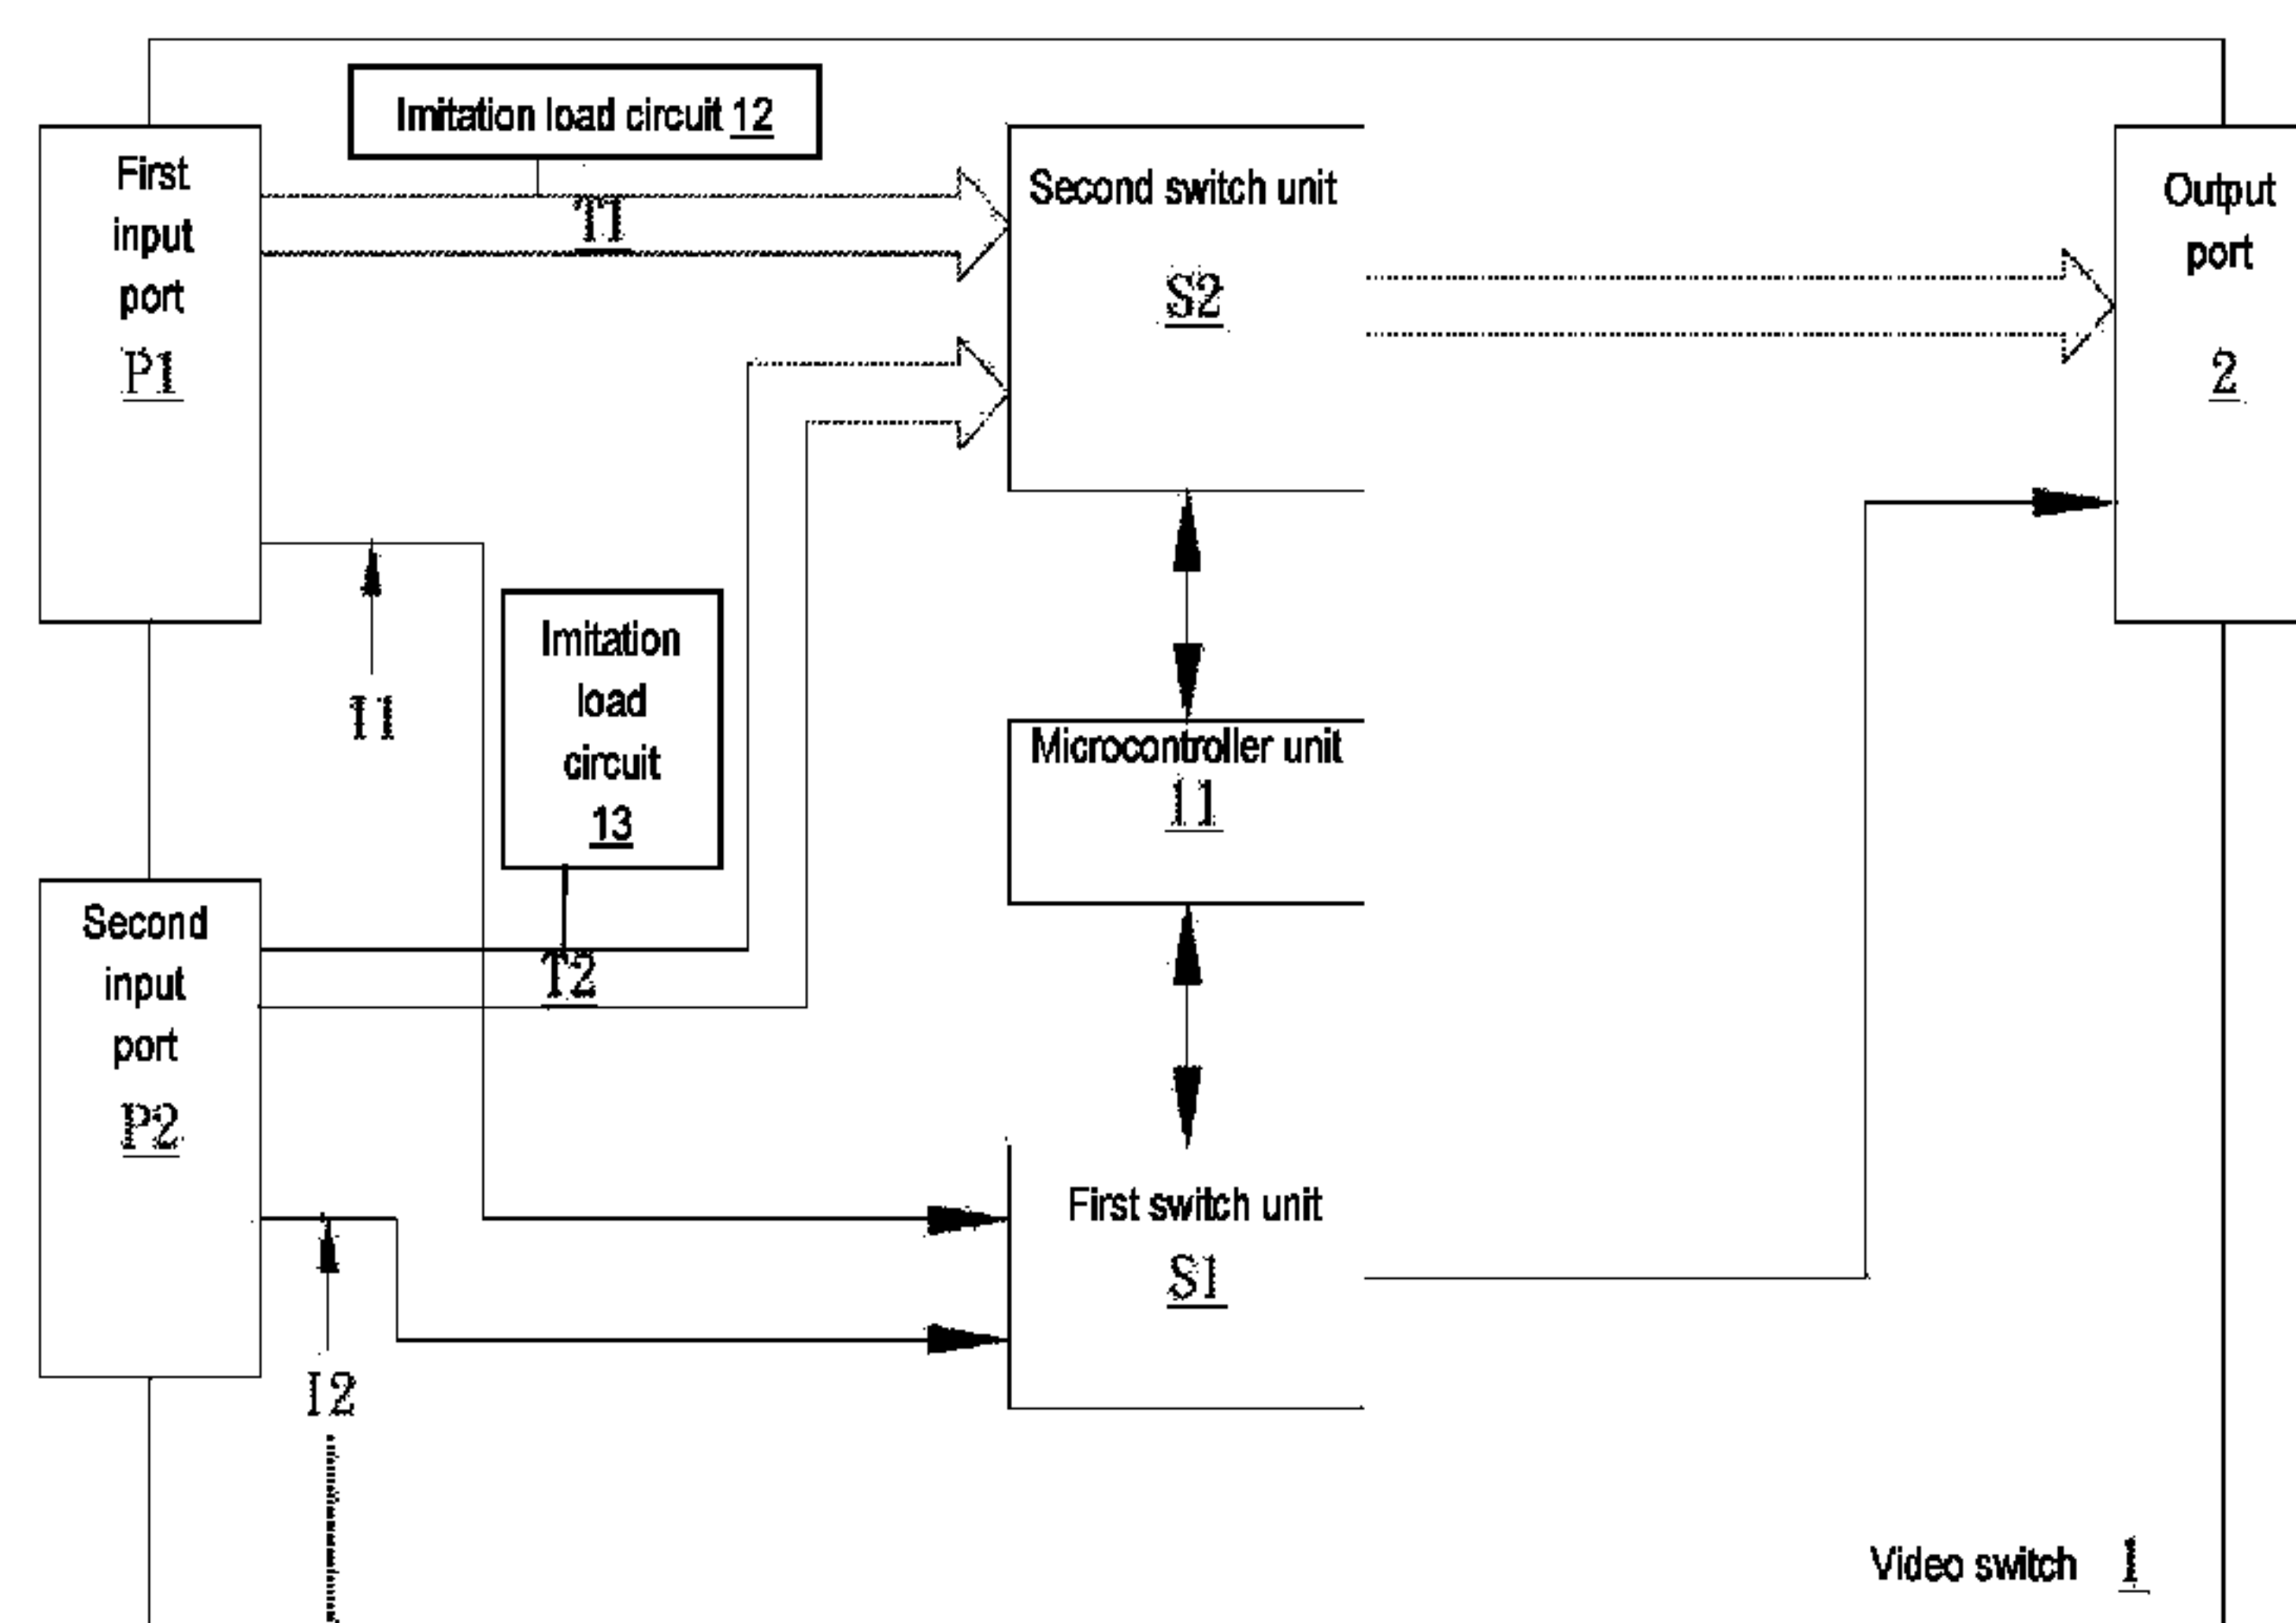 Imitation load circuit 12
First
input
port
P1
T1
Second switch unit
S2
Output
port
2
I1
Imitation
load
circuit
13
Microcontroller unit
11
Second
input
port
P2
T2
First switch unit
S1
I2
Video switch 1